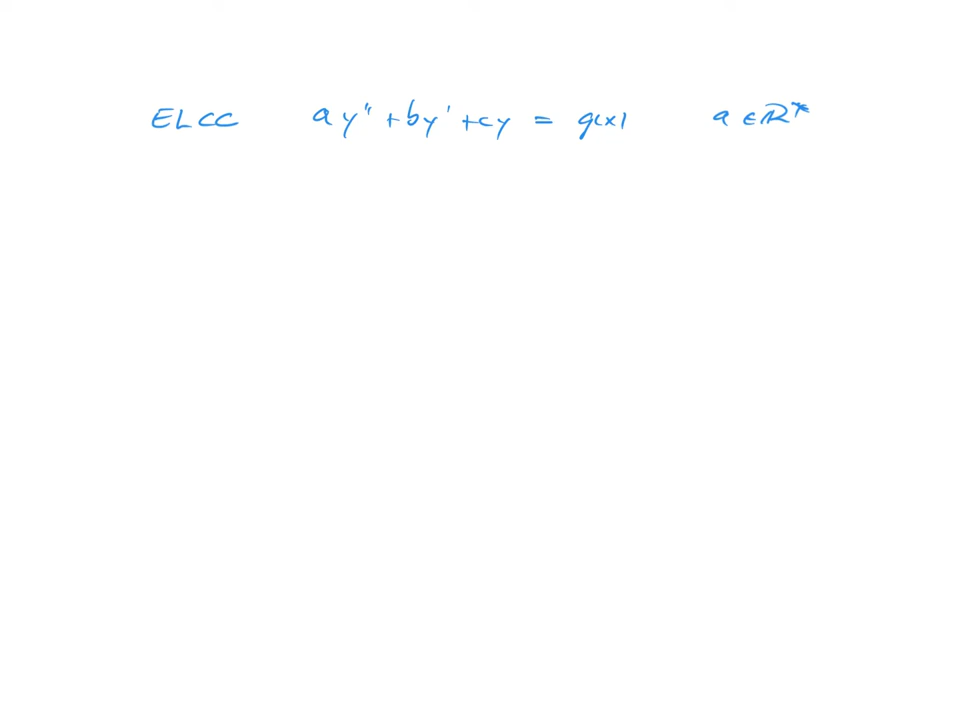 ELCC ay" + by' + cy = g(x) a ∈ ℝ*